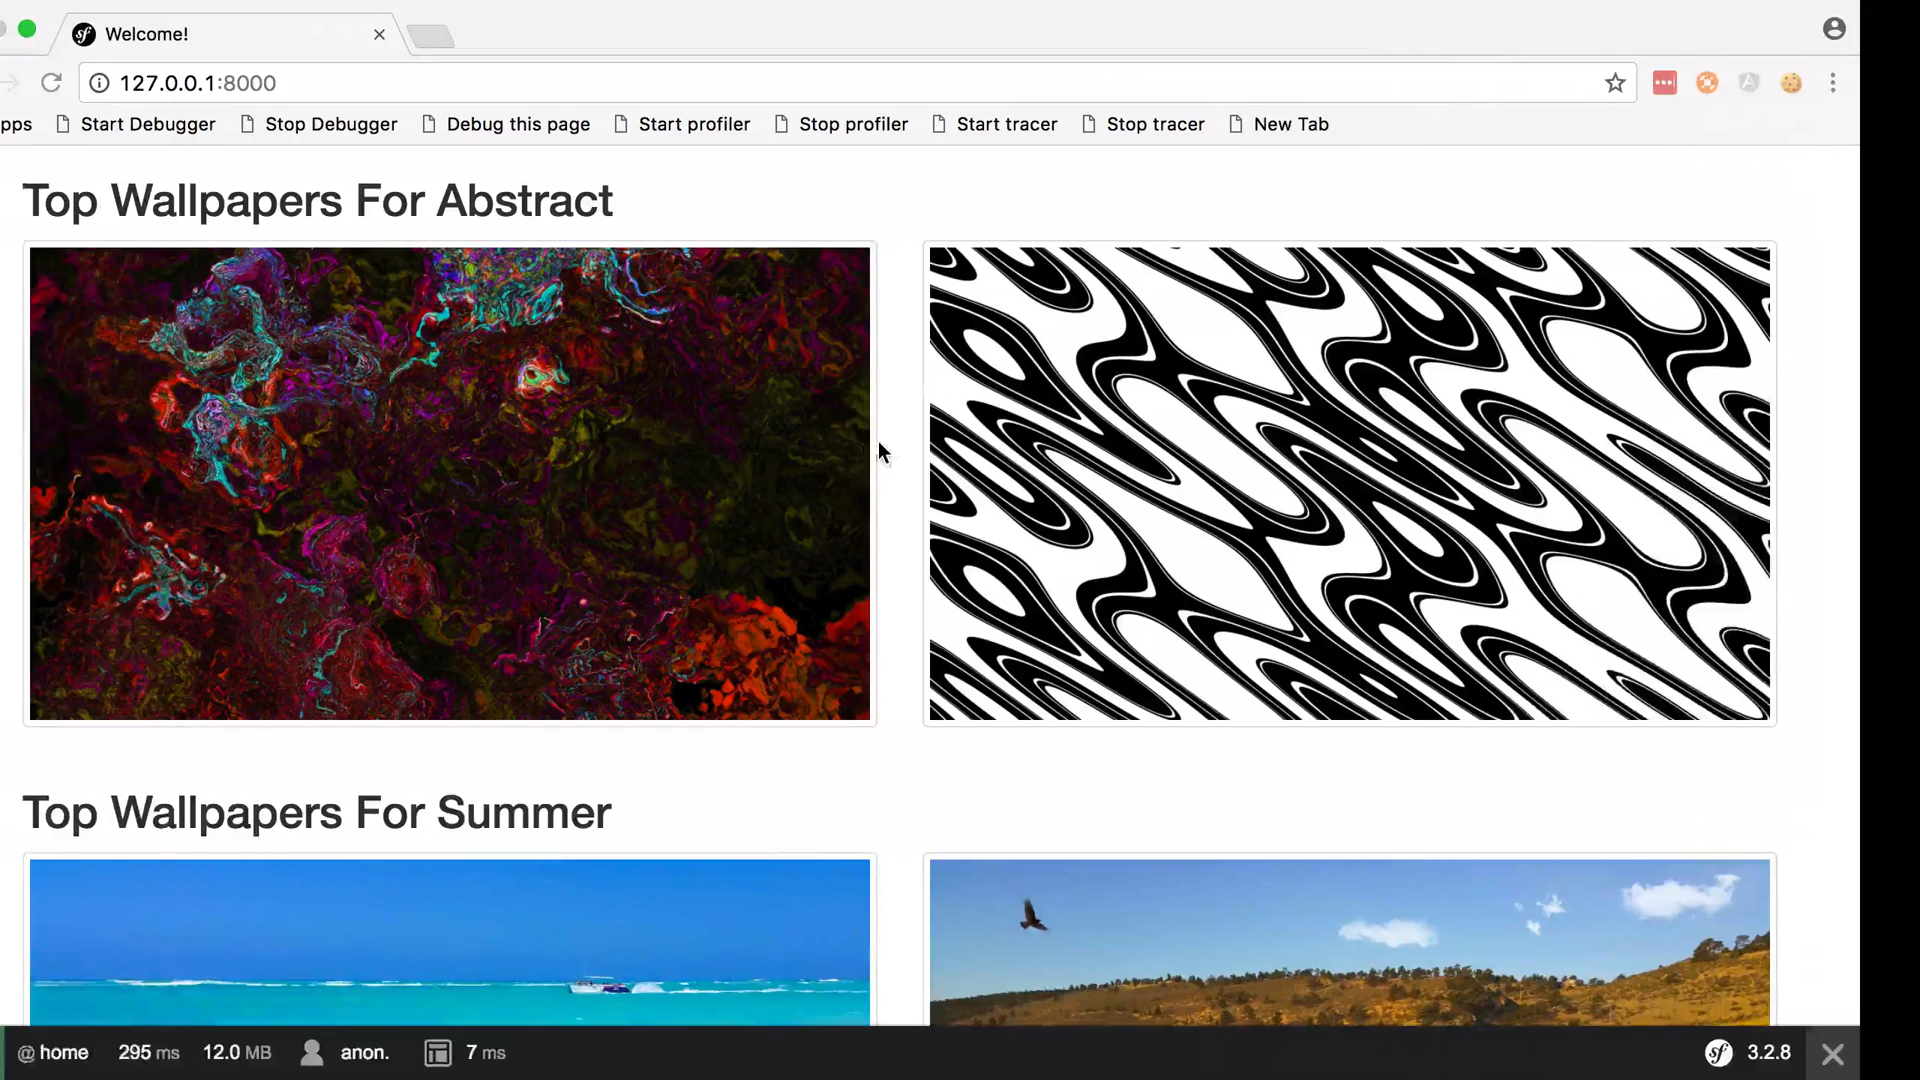 Welcome!
127.0.0.1:8000
pps Start Debugger Stop Debugger Debug this page Start profiler Stop profiler Start tracer Stop tracer New Tab
Top Wallpapers For Abstract
Top Wallpapers For Summer
@ home 295 ms 12.0 MB anon. 7 ms sf 3.2.8